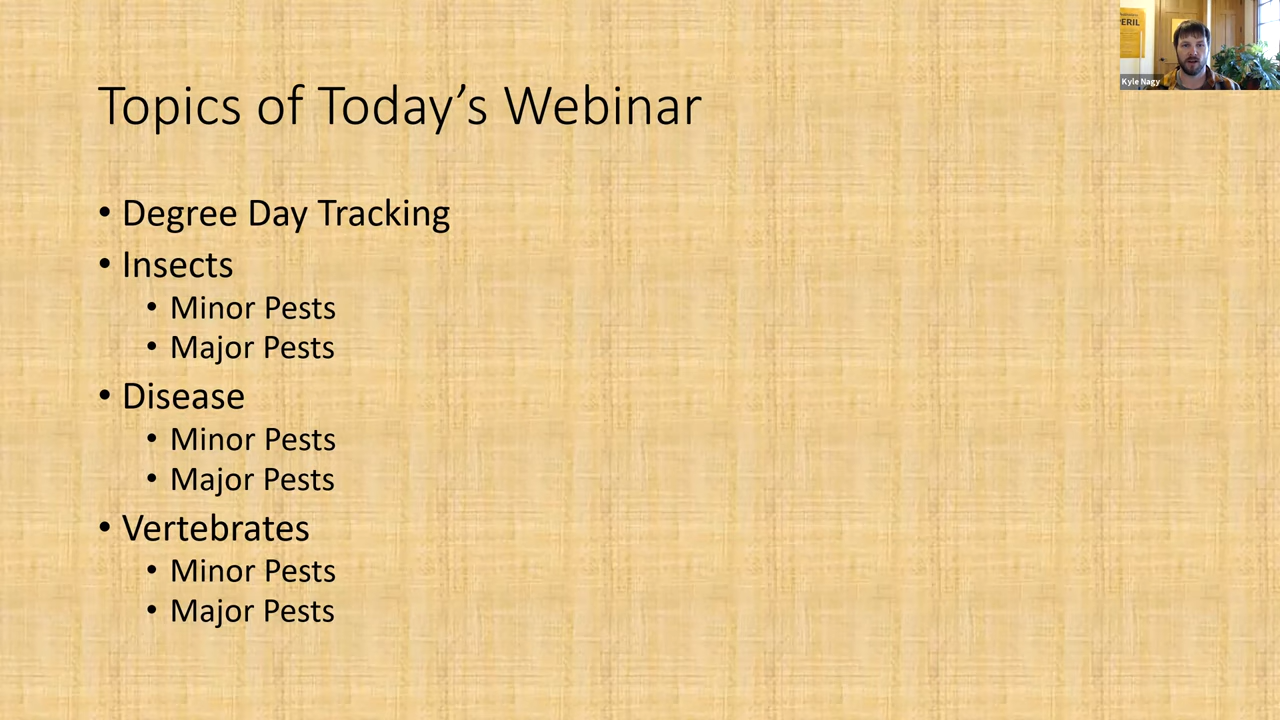 Topics of Today’s Webinar
• Degree Day Tracking
• Insects
• Minor Pests
• Major Pests
• Disease
• Minor Pests
• Major Pests
• Vertebrates
• Minor Pests
• Major Pests
ERIL
Kyle Nagy